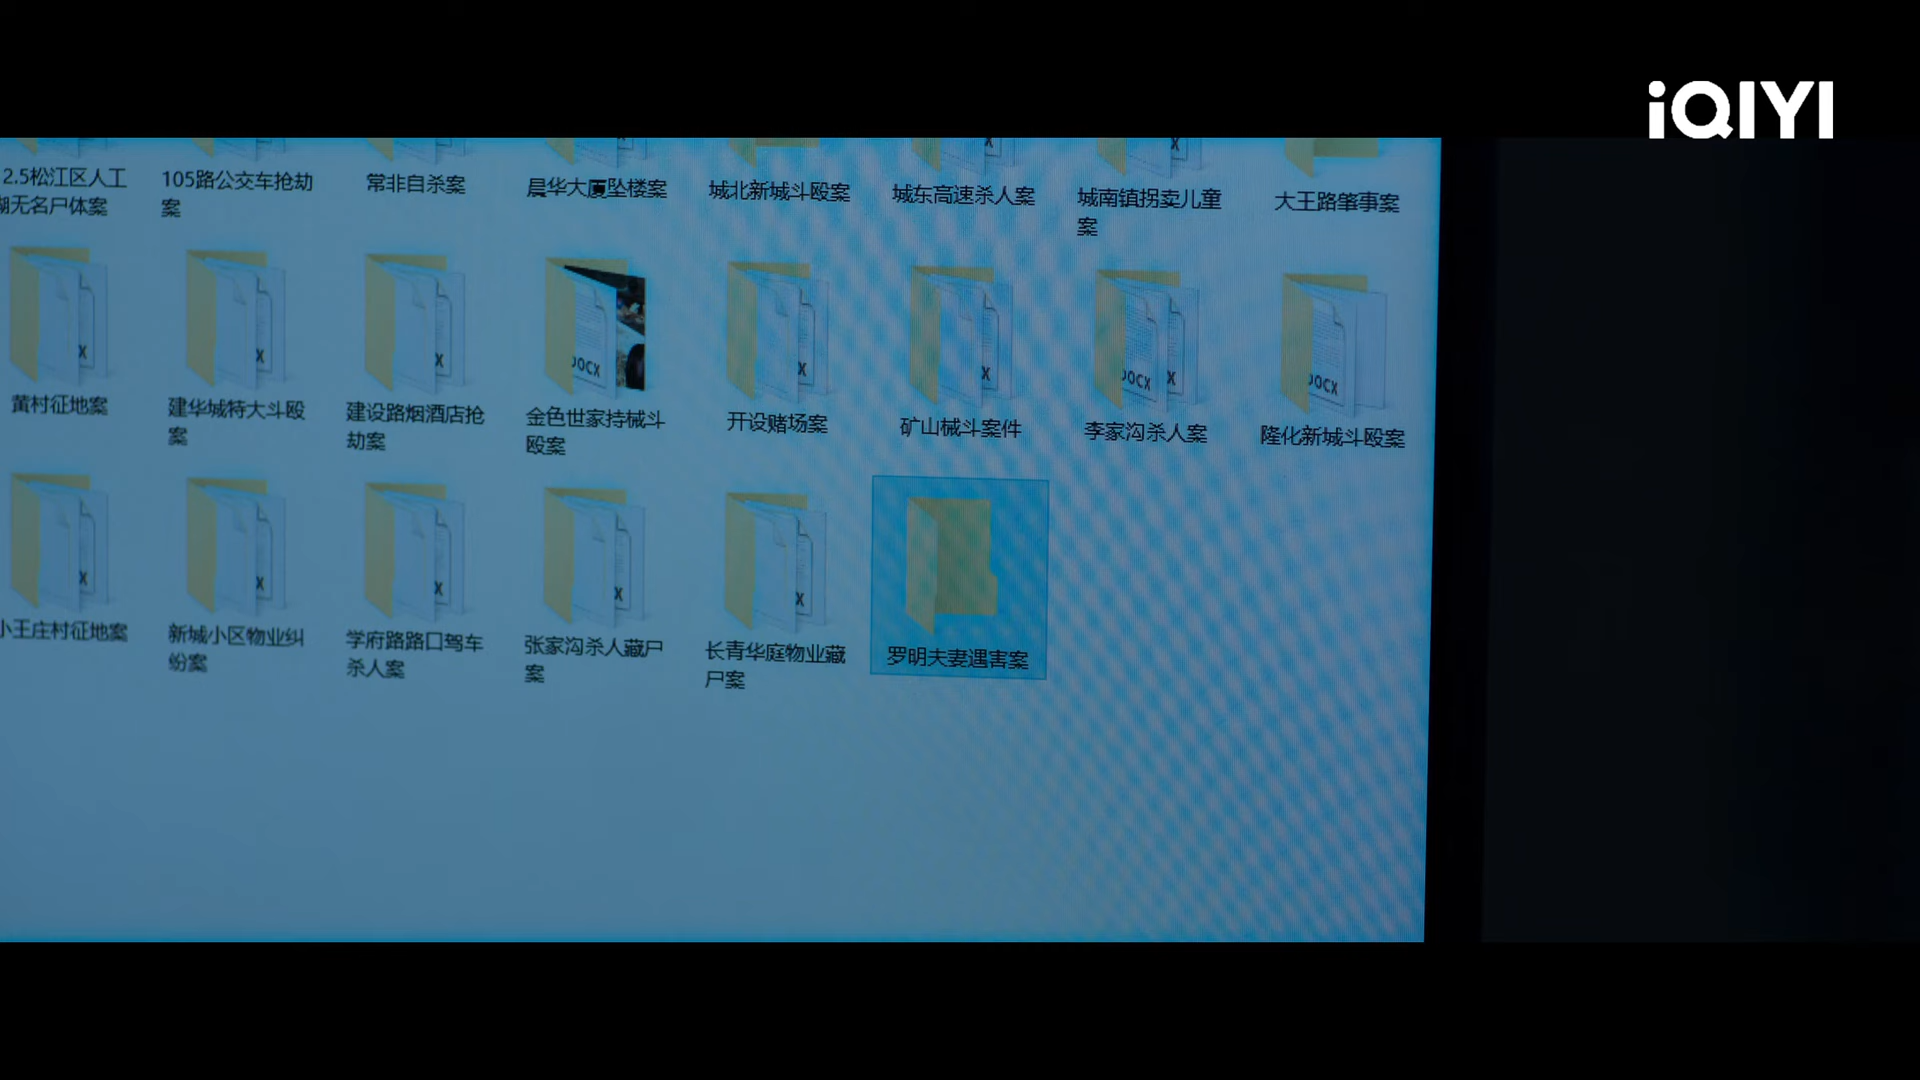 iQIYI
2.5松江区人工
湖无名尸体案
105路公交车抢劫
案
常非自杀案
晨华大厦坠楼案
城北新城斗殴案
城东高速杀人案
城南镇拐卖儿童
案
大王路肇事案
黄村征地案
建华城特大斗殴
案
建设路烟酒店抢
劫案
金色世家持械斗
殴案
开设赌场案
矿山械斗案件
李家沟杀人案
隆化新城斗殴案
DOCX
DOCX
DOCX
小王庄村征地案
新城小区物业纠
纷案
学府路路口驾车
杀人案
张家沟杀人藏尸
案
长青华庭物业藏
尸案
罗明夫妻遇害案